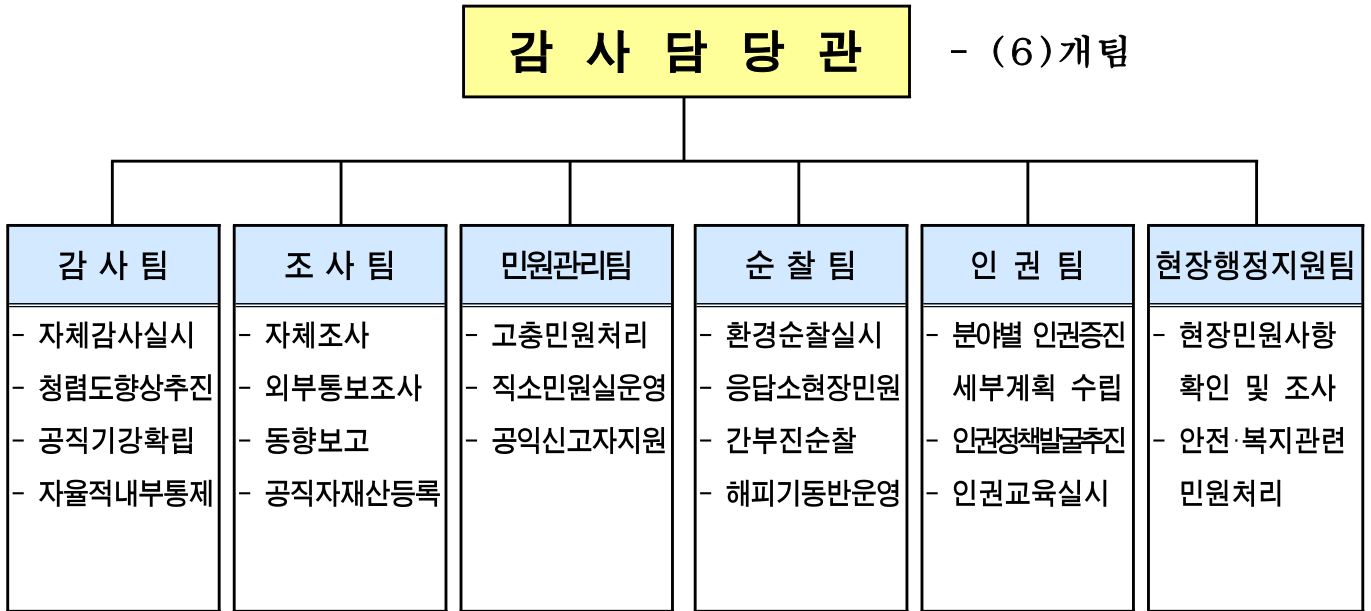 감 사 담 당 관
- (6)개팀
감 사 팀
- 자체감사실시
- 청렴도향상추진
- 공직기강확립
- 자율적내부통제
조 사 팀
- 자체조사
- 외부통보조사
- 동향보고
- 공직자재산등록
민원관리팀
- 고충민원처리
- 직소민원실운영
- 공익신고자지원
순 찰 팀
- 환경순찰실시
- 응답소현장민원
- 간부진순찰
- 해피기동반운영
인 권 팀
- 분야별 인권증진
세부계획 수립
- 인권정책발굴추진
- 인권교육실시
현장행정지원팀
- 현장민원사항
확인 및 조사
- 안전·복지관련
민원처리